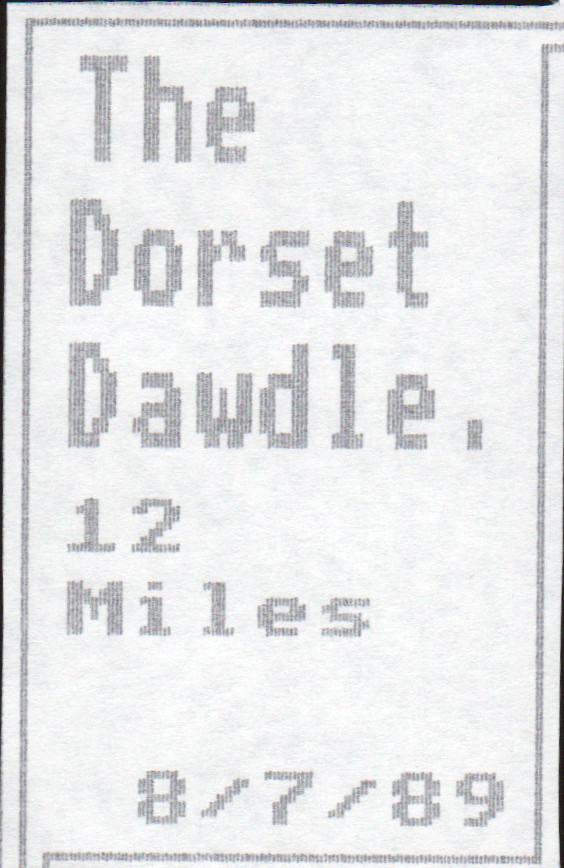 The
Dorset
Dawdle.
12
Miles
8/7/89